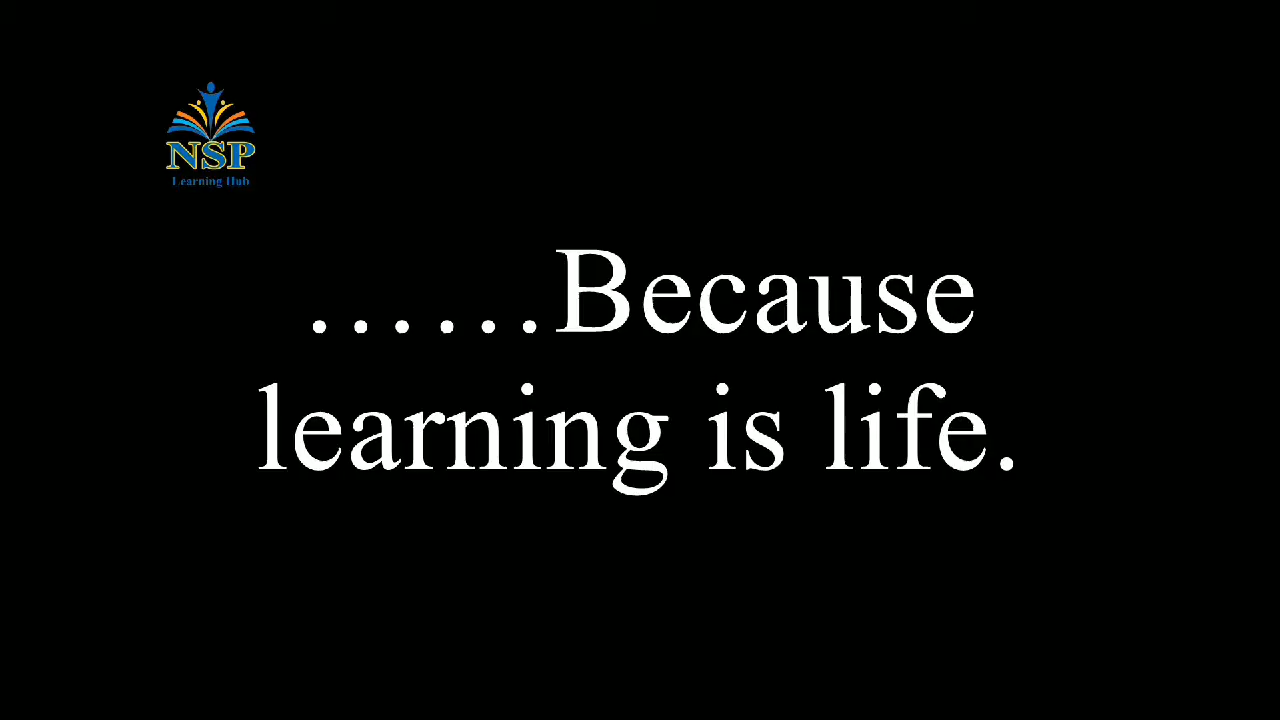 NSP
Learning Hub
......Because
learning is life.